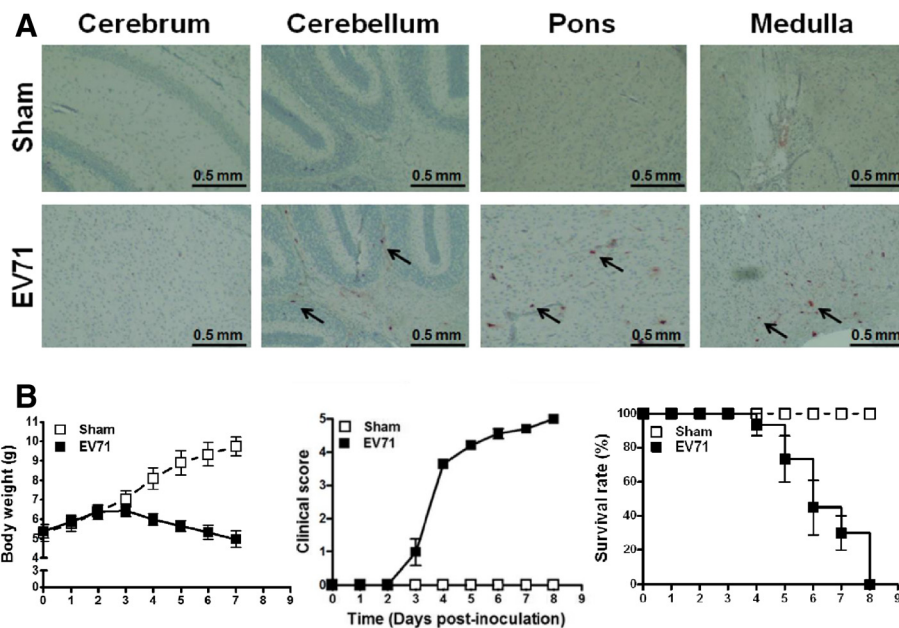 A
Cerebrum Cerebellum Pons Medulla
Sham
0.5 mm 0.5 mm 0.5 mm 0.5 mm
EV71
0.5 mm 0.5 mm 0.5 mm 0.5 mm
B
Body weight (g)
11
10
9
8
7
6
5
3
0
Sham
EV71
0 1 2 3 4 5 6 7 8 9
Clinical score
5
4
3
2
1
0
Sham
EV71
0 1 2 3 4 5 6 7 8 9
Time (Days post-inoculation)
Survival rate (%)
100
80
60
40
20
0
Sham
EV71
0 1 2 3 4 5 6 7 8 9